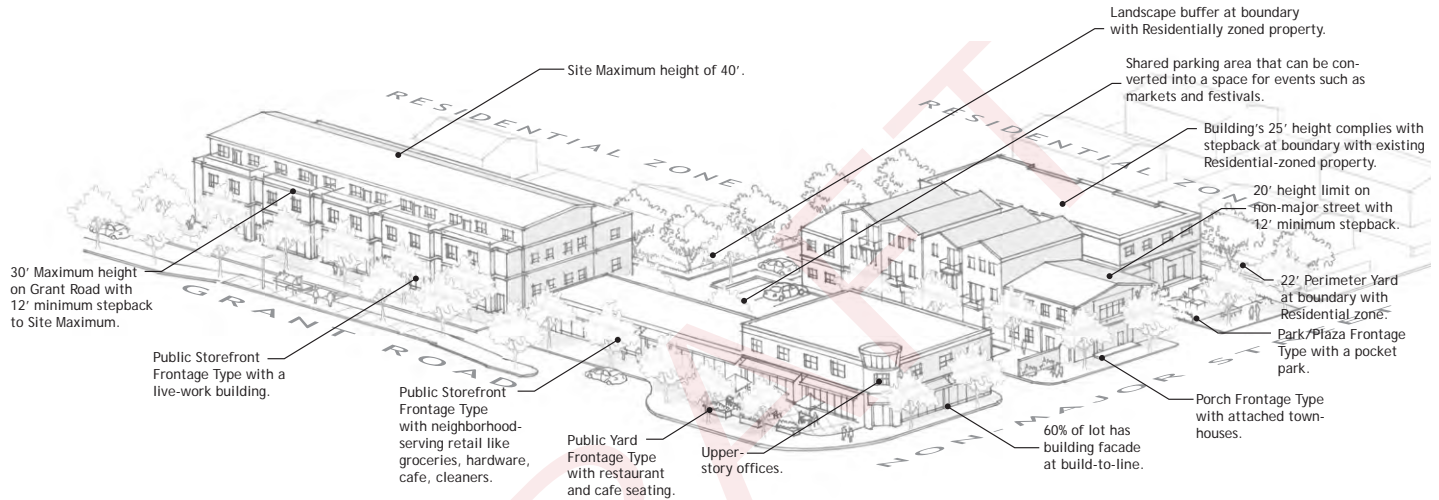 Landscape buffer at boundary
with Residentially zoned property.
Site Maximum height of 40′.
Shared parking area that can be con-
verted into a space for events such as
markets and festivals.
RESIDENTIAL ZONE
RESIDENTIAL ZONE
Building’s 25′ height complies with
stepback at boundary with existing
Residential-zoned property.
20′ height limit on
non-major street with
12′ minimum stepback.
30′ Maximum height
on Grant Road with
12′ minimum stepback
to Site Maximum.
GRANT ROAD
22′ Perimeter Yard
at boundary with
Residential zone.
Park/Plaza Frontage
Type with a pocket
park.
Public Storefront
Frontage Type with a
live-work building.
Public Storefront
Frontage Type
with neighborhood-
serving retail like
groceries, hardware,
cafe, cleaners.
Public Yard
Frontage Type
with restaurant
and cafe seating.
Upper-
story offices.
60% of lot has
building facade
at build-to-line.
Porch Frontage Type
with attached town-
houses.
NON-MAJOR
DRAFT